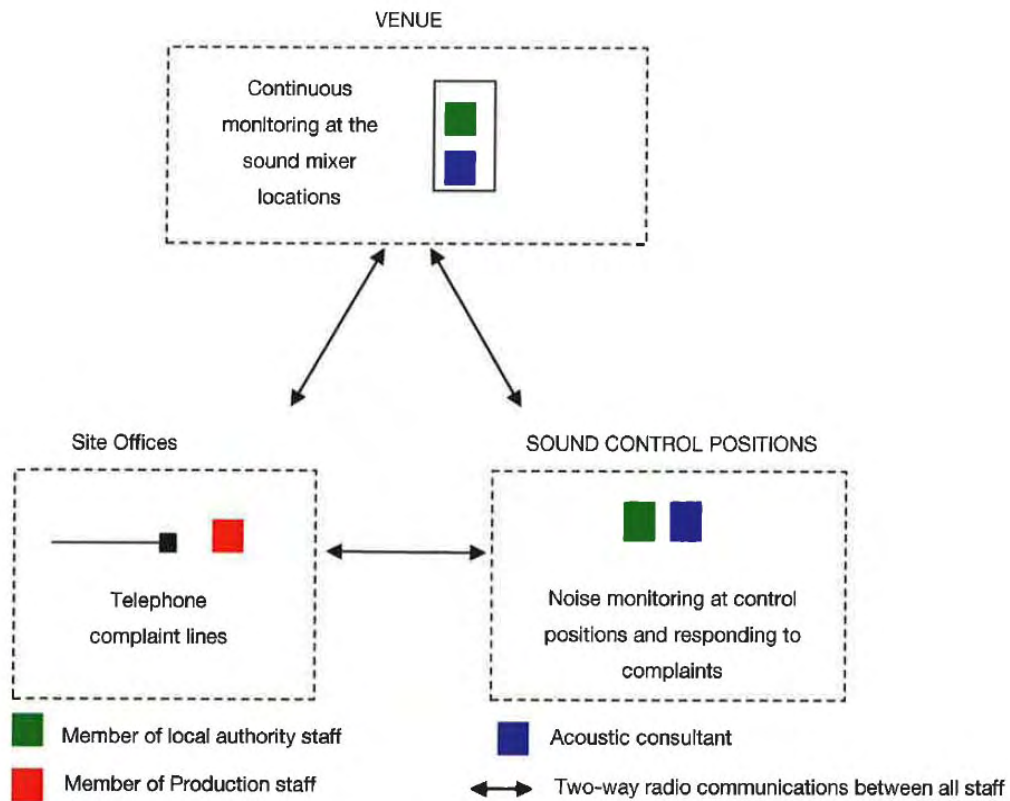 VENUE
Continuous
monitoring at the
sound mixer
locations
Site Offices
Telephone
complaint lines
SOUND CONTROL POSITIONS
Noise monitoring at control
positions and responding to
complaints
Member of local authority staff
Acoustic consultant
Member of Production staff
Two-way radio communications between all staff